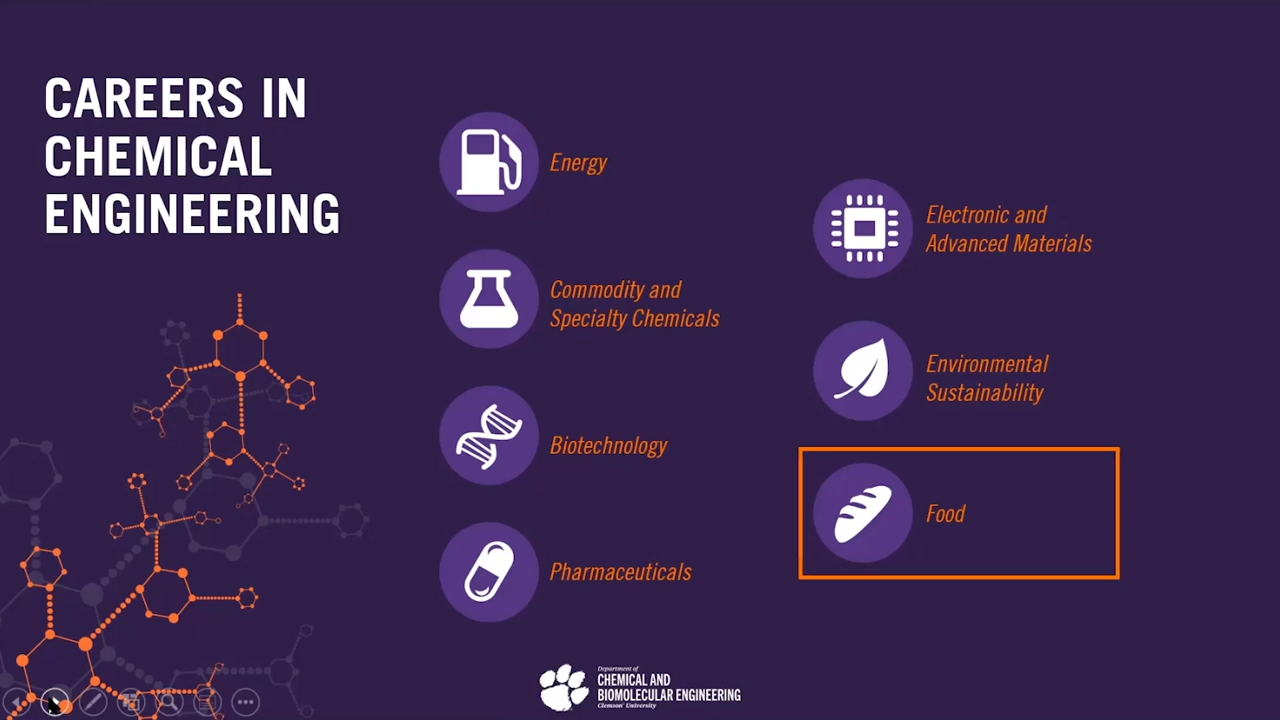 CAREERS IN
CHEMICAL
ENGINEERING
Energy
Commodity and
Specialty Chemicals
Biotechnology
Pharmaceuticals
Electronic and
Advanced Materials
Environmental
Sustainability
Food
Department of
CHEMICAL AND
BIOMOLECULAR ENGINEERING
Clemson University